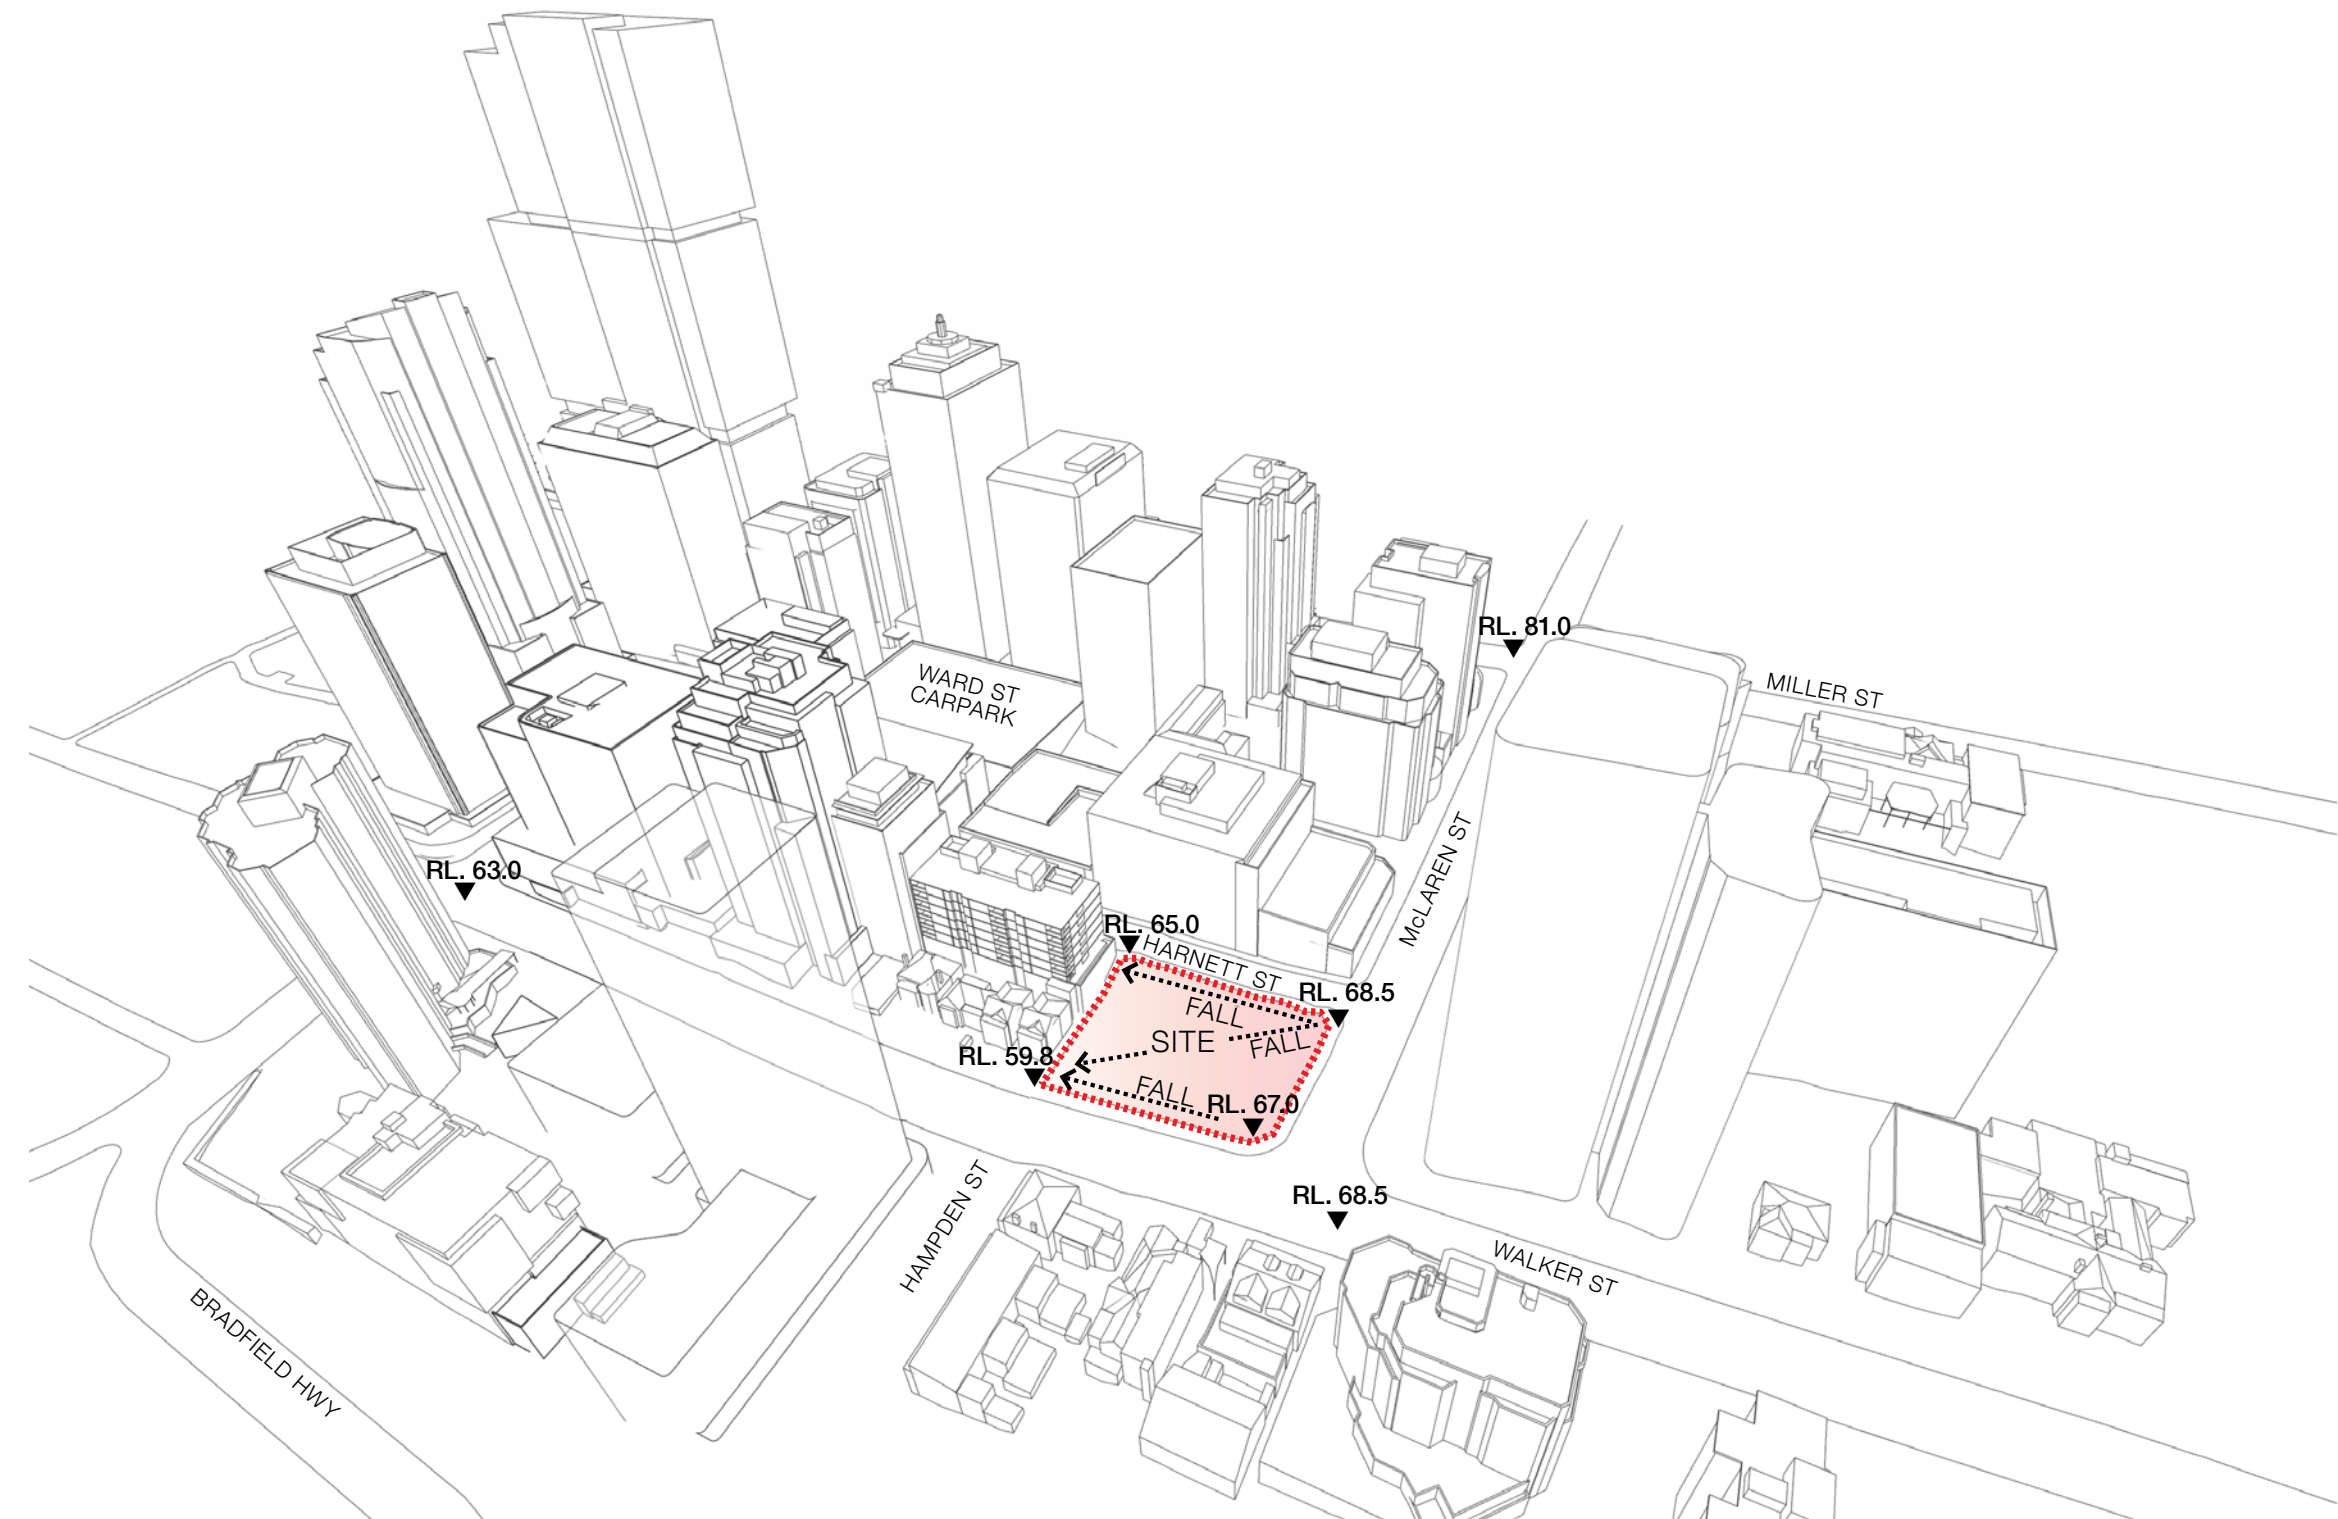 RL. 81.0
WARD ST
CARPARK
MILLER ST
McLAREN ST
RL. 63.0
RL. 65.0
HARNETT ST
RL. 68.5
FALL
SITE
FALL
RL. 59.8
FALL
RL. 67.0
HAMPDEN ST
RL. 68.5
WALKER ST
BRADFIELD HWY